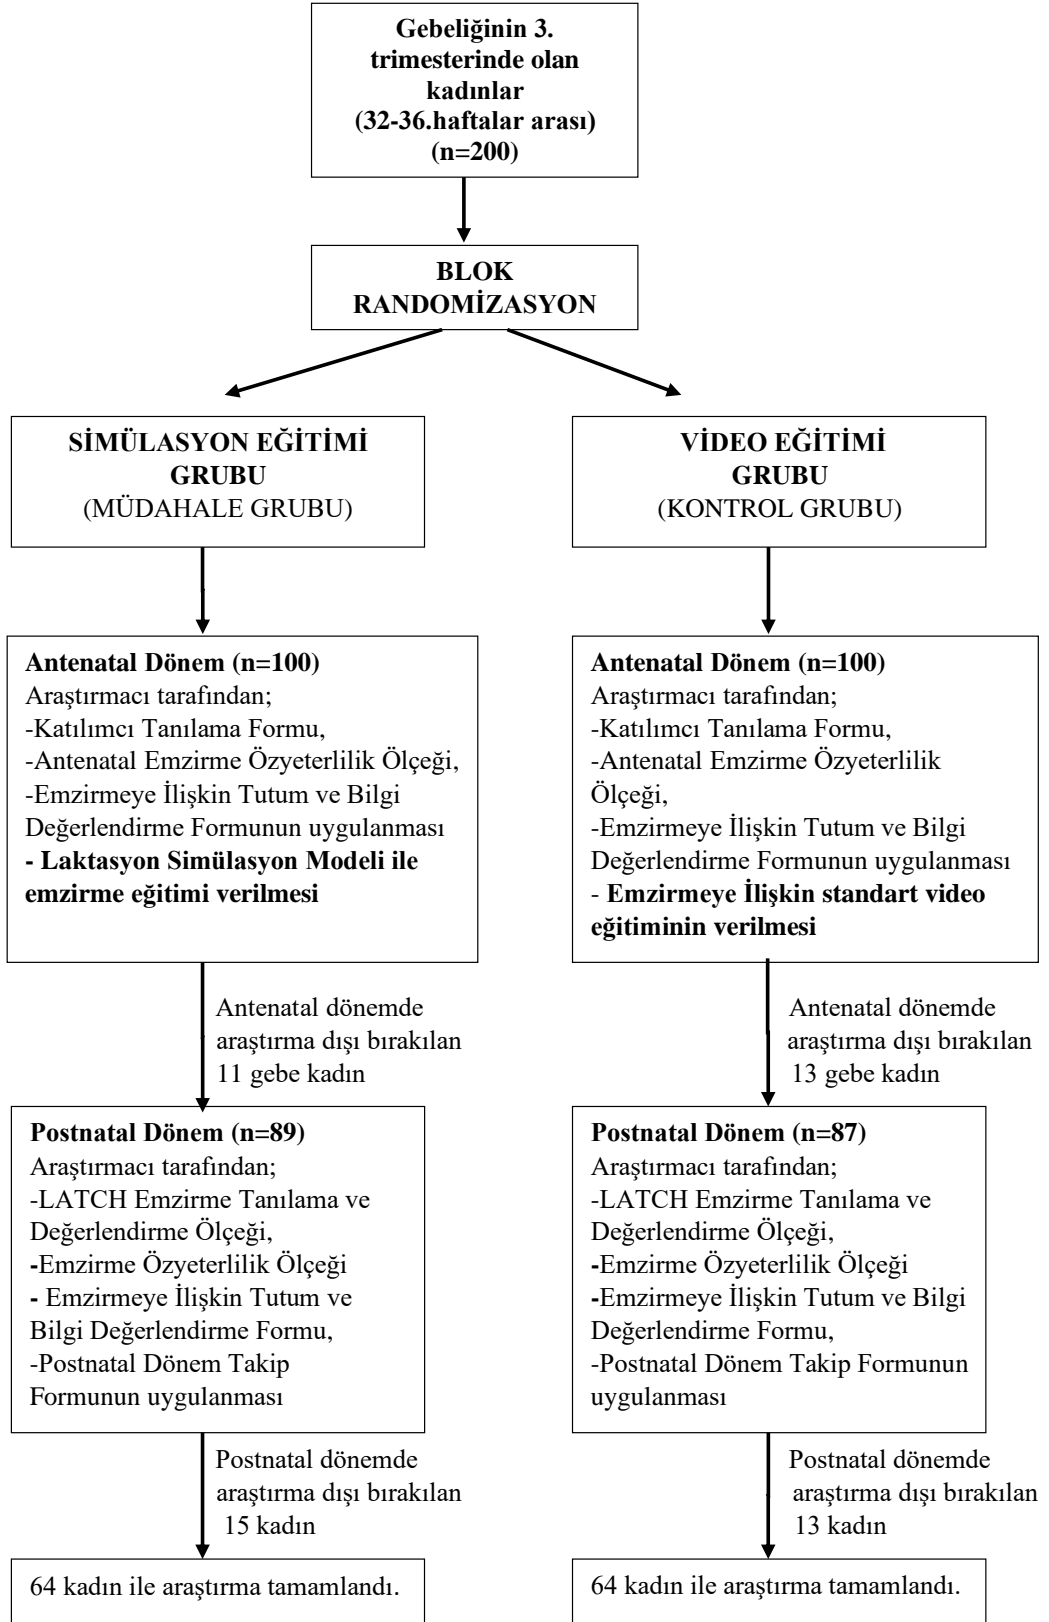 Gebeliğinin 3.
trimesterinde olan
kadınlar
(32-36.haftalar arası)
(n=200)
BLOK
RANDOMİZASYON
SİMÜLASYON EĞİTİMİ
GRUBU
(MÜDAHALE GRUBU)
VİDEO EĞİTİMİ
GRUBU
(KONTROL GRUBU)
Antenatal Dönem (n=100)
Araştırmacı tarafından;
-Katılımcı Tanılama Formu,
-Antenatal Emzirme Özyeterlilik Ölçeği,
-Emzirmeye İlişkin Tutum ve Bilgi
Değerlendirme Formunun uygulanması
- Laktasyon Simülasyon Modeli ile
emzirme eğitimi verilmesi
Antenatal Dönem (n=100)
Araştırmacı tarafından;
-Katılımcı Tanılama Formu,
-Antenatal Emzirme Özyeterlilik
Ölçeği,
-Emzirmeye İlişkin Tutum ve Bilgi
Değerlendirme Formunun uygulanması
- Emzirmeye İlişkin standart video
eğitiminin verilmesi
Antenatal dönemde
araştırma dışı bırakılan
11 gebe kadın
Antenatal dönemde
araştırma dışı bırakılan
13 gebe kadın
Postnatal Dönem (n=89)
Araştırmacı tarafından;
-LATCH Emzirme Tanılama ve
Değerlendirme Ölçeği,
-Emzirme Özyeterlilik Ölçeği
- Emzirmeye İlişkin Tutum ve
Bilgi Değerlendirme Formu,
-Postnatal Dönem Takip
Formunun uygulanması
Postnatal Dönem (n=87)
Araştırmacı tarafından;
-LATCH Emzirme Tanılama ve
Değerlendirme Ölçeği,
-Emzirme Özyeterlilik Ölçeği
-Emzirmeye İlişkin Tutum ve Bilgi
Değerlendirme Formu,
-Postnatal Dönem Takip Formunun
uygulanması
Postnatal dönemde
araştırma dışı bırakılan
15 kadın
Postnatal dönemde
araştırma dışı bırakılan
13 kadın
64 kadın ile araştırma tamamlandı.
64 kadın ile araştırma tamamlandı.